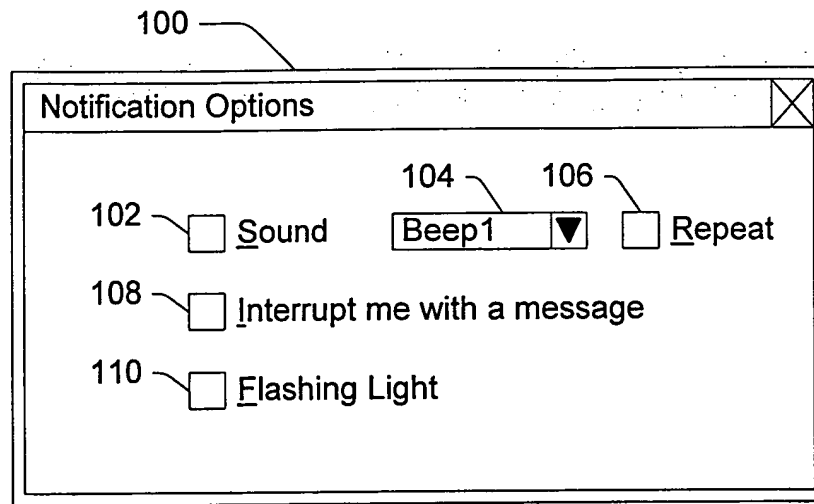 100
Notification Options
104 106
102 Sound Beep1 Repeat
108 Interrupt me with a message
110 Flashing Light